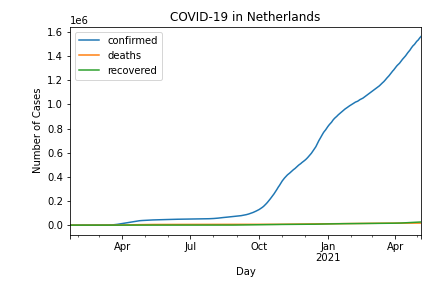 COVID-19 in Netherlands
1e6
confirmed
deaths
recovered
Number of Cases
1.6
1.4
1.2
1.0
0.8
0.6
0.4
0.2
0.0
Apr
Jul
Oct
Jan
2021
Apr
Day